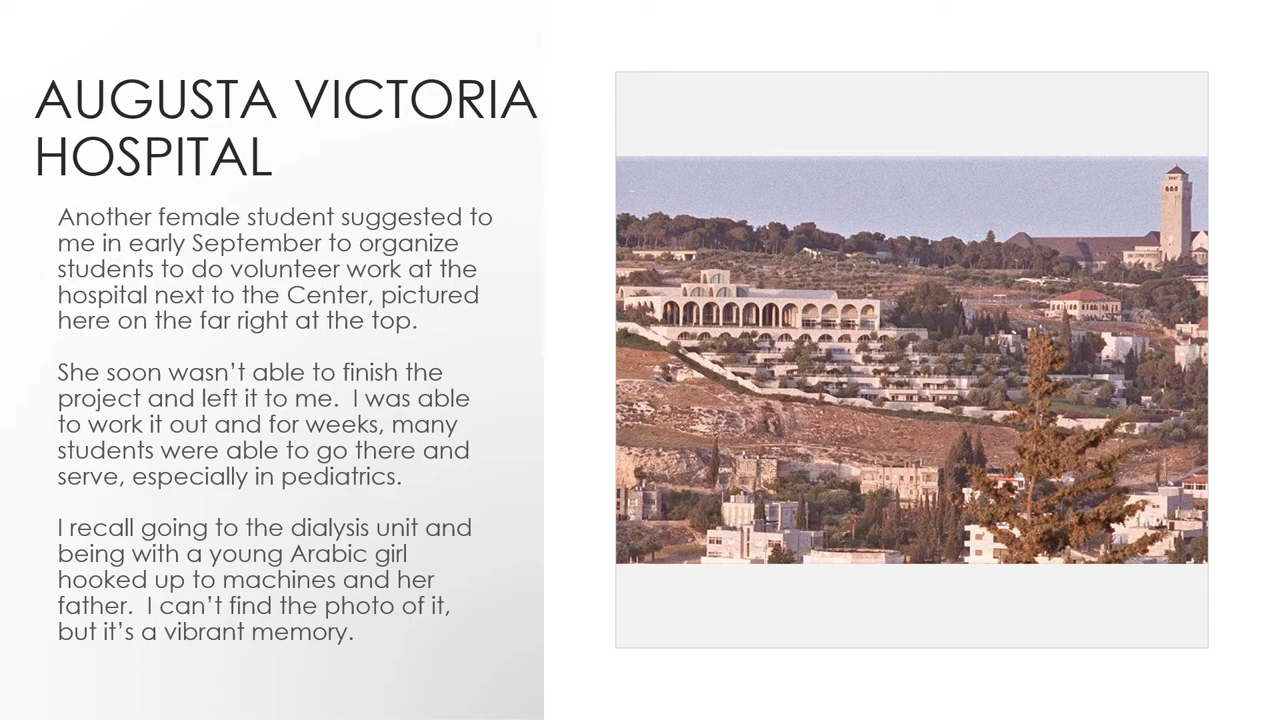 AUGUSTA VICTORIA
HOSPITAL
Another female student suggested to
me in early September to organize
students to do volunteer work at the
hospital next to the Center, pictured
here on the far right at the top.
She soon wasn’t able to finish the
project and left it to me.  I was able
to work it out and for weeks, many
students were able to go there and
serve, especially in pediatrics.
I recall going to the dialysis unit and
being with a young Arabic girl
hooked up to machines and her
father.  I can’t find the photo of it,
but it’s a vibrant memory.